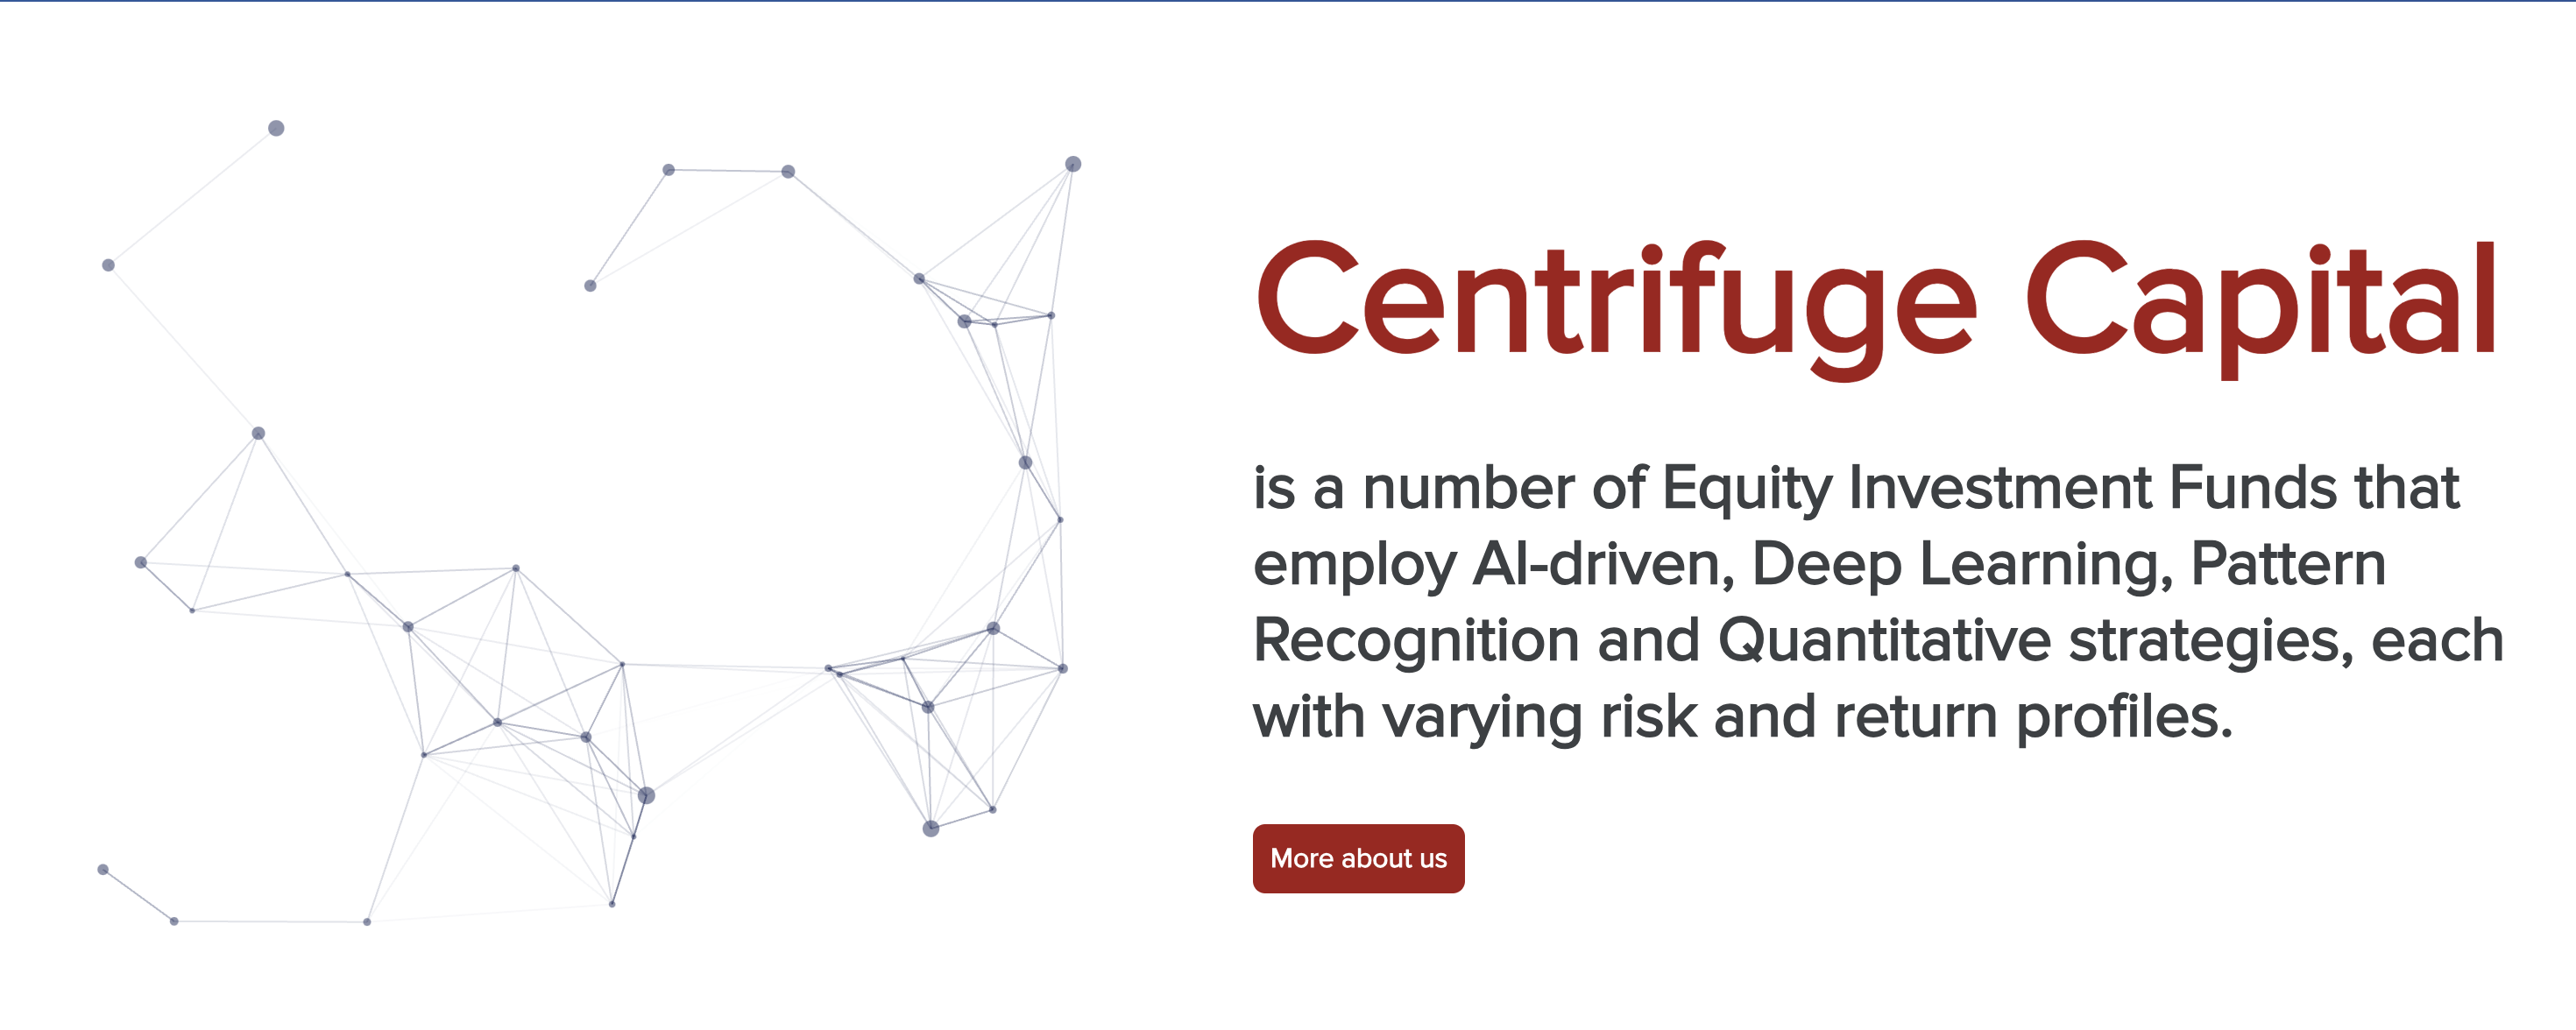 Centrifuge Capital
is a number of Equity Investment Funds that
employ AI-driven, Deep Learning, Pattern
Recognition and Quantitative strategies, each
with varying risk and return profiles.
More about us